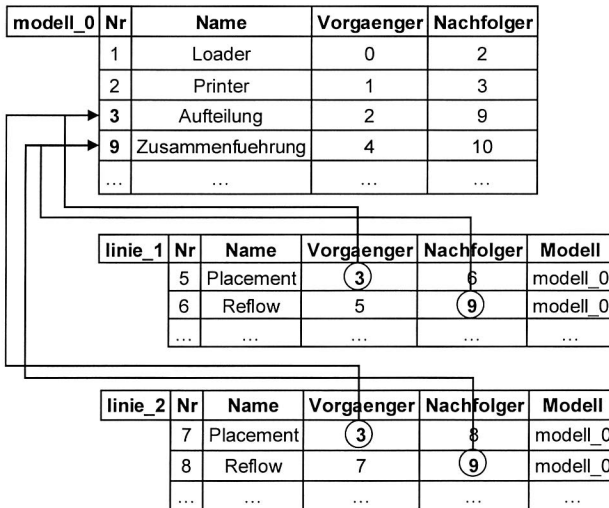 modell_0 Nr Name Vorgaenger Nachfolger
1 Loader 0 2
2 Printer 1 3
3 Aufteilung 2 9
9 Zusammenfuehrung 4 10
... ... ... ...
linie_1 Nr Name Vorgaenger Nachfolger Modell
5 Placement 3 6 modell_0
6 Reflow 5 9 modell_0
... ... ... ... ...
linie_2 Nr Name Vorgaenger Nachfolger Modell
7 Placement 3 8 modell_0
8 Reflow 7 9 modell_0
... ... ... ... ...